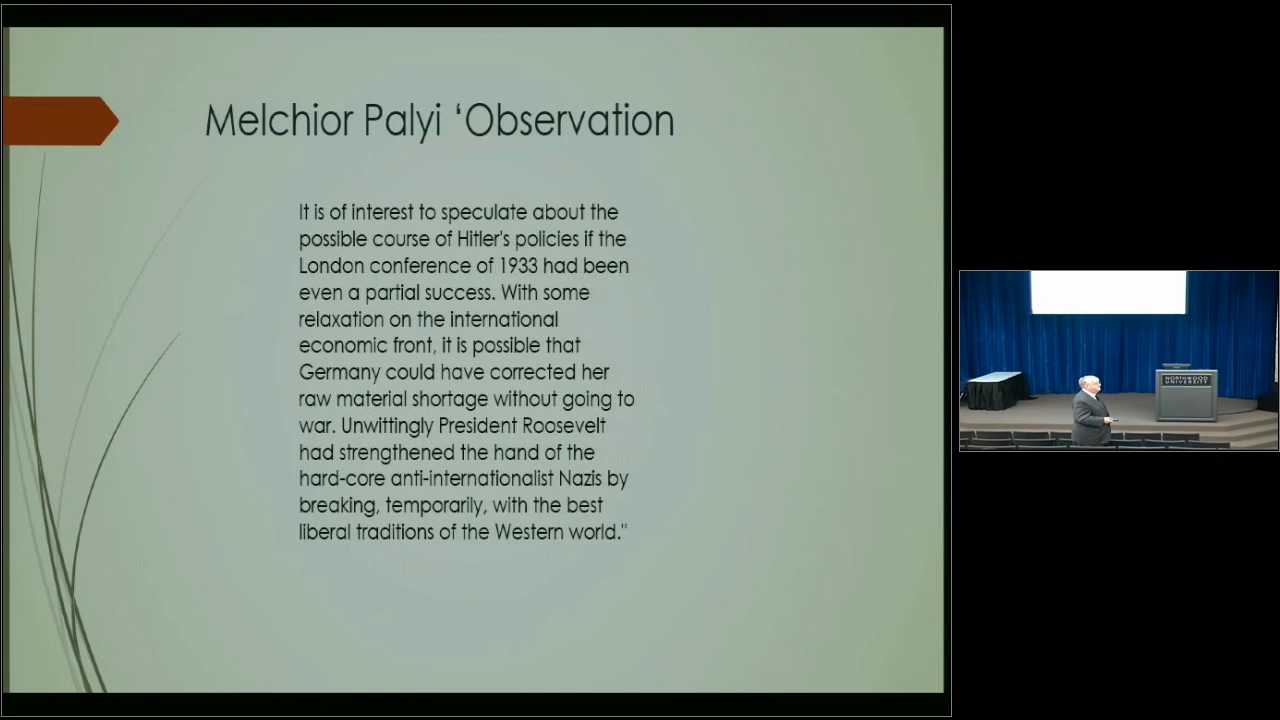 Melchior Palyi ‘Observation
It is of interest to speculate about the
possible course of Hitler's policies if the
London conference of 1933 had been
even a partial success. With some
relaxation on the international
economic front, it is possible that
Germany could have corrected her
raw material shortage without going to
war. Unwittingly President Roosevelt
had strengthened the hand of the
hard-core anti-internationalist Nazis by
breaking, temporarily, with the best
liberal traditions of the Western world."
NORTHWOOD
UNIVERSITY